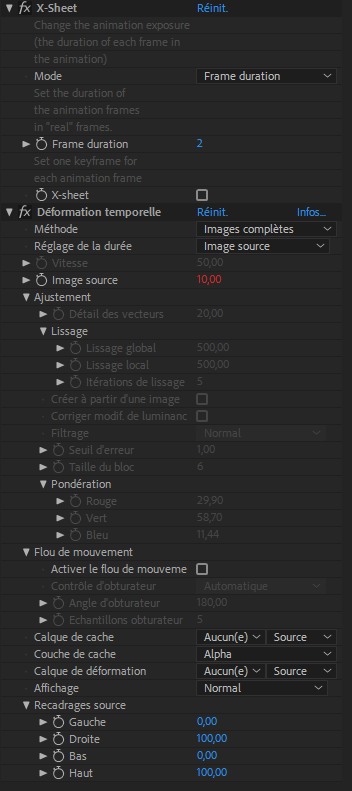 fx X-Sheet Réinit.
Change the animation exposure
(the duration of each frame in
the animation)
Mode Frame duration
Set the duration of
the animation frames
in "real" frames.
Frame duration 2
Set one keyframe for
each animation frame
X-sheet
fx Déformation temporelle Réinit. Infos...
Méthode Images complètes
Réglage de la durée Image source
Vitesse 50,00
Image source 10,00
Ajustement
Détail des vecteurs 20,00
Lissage
Lissage global 500,00
Lissage local 500,00
Itérations de lissage 5
Créer à partir d'une image
Corriger modif. de luminanc
Filtrage Normal
Seuil d'erreur 1,00
Taille du bloc 6
Pondération
Rouge 29,90
Vert 58,70
Bleu 11,44
Flou de mouvement
Activer le flou de mouveme
Contrôle d'obturateur Automatique
Angle d'obturateur 180,00
Echantillons obturateur 5
Calque de cache Aucun(e) Source
Couche de cache Alpha
Calque de déformation Aucun(e) Source
Affichage Normal
Recadrages source
Gauche 0,00
Droite 100,00
Bas 0,00
Haut 100,00